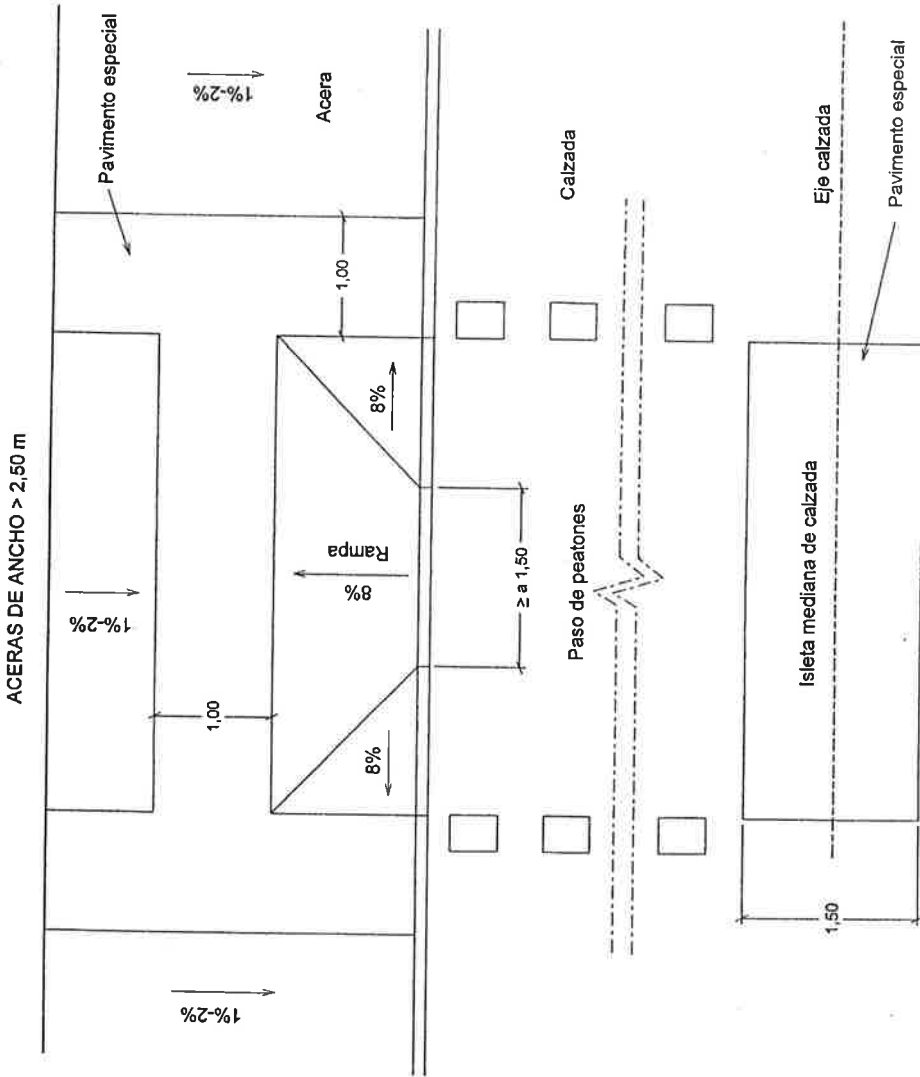 ACERAS DE ANCHO > 2,50 m
Pavimento especial
1%-2%
1%-2%
Acera
1,00
1,00
8%
Rampa
8%
8%
1%-2%
≥ a 1,50
Calzada
Paso de peatones
Eje calzada
Isleta mediana de calzada
1,50
Pavimento especial